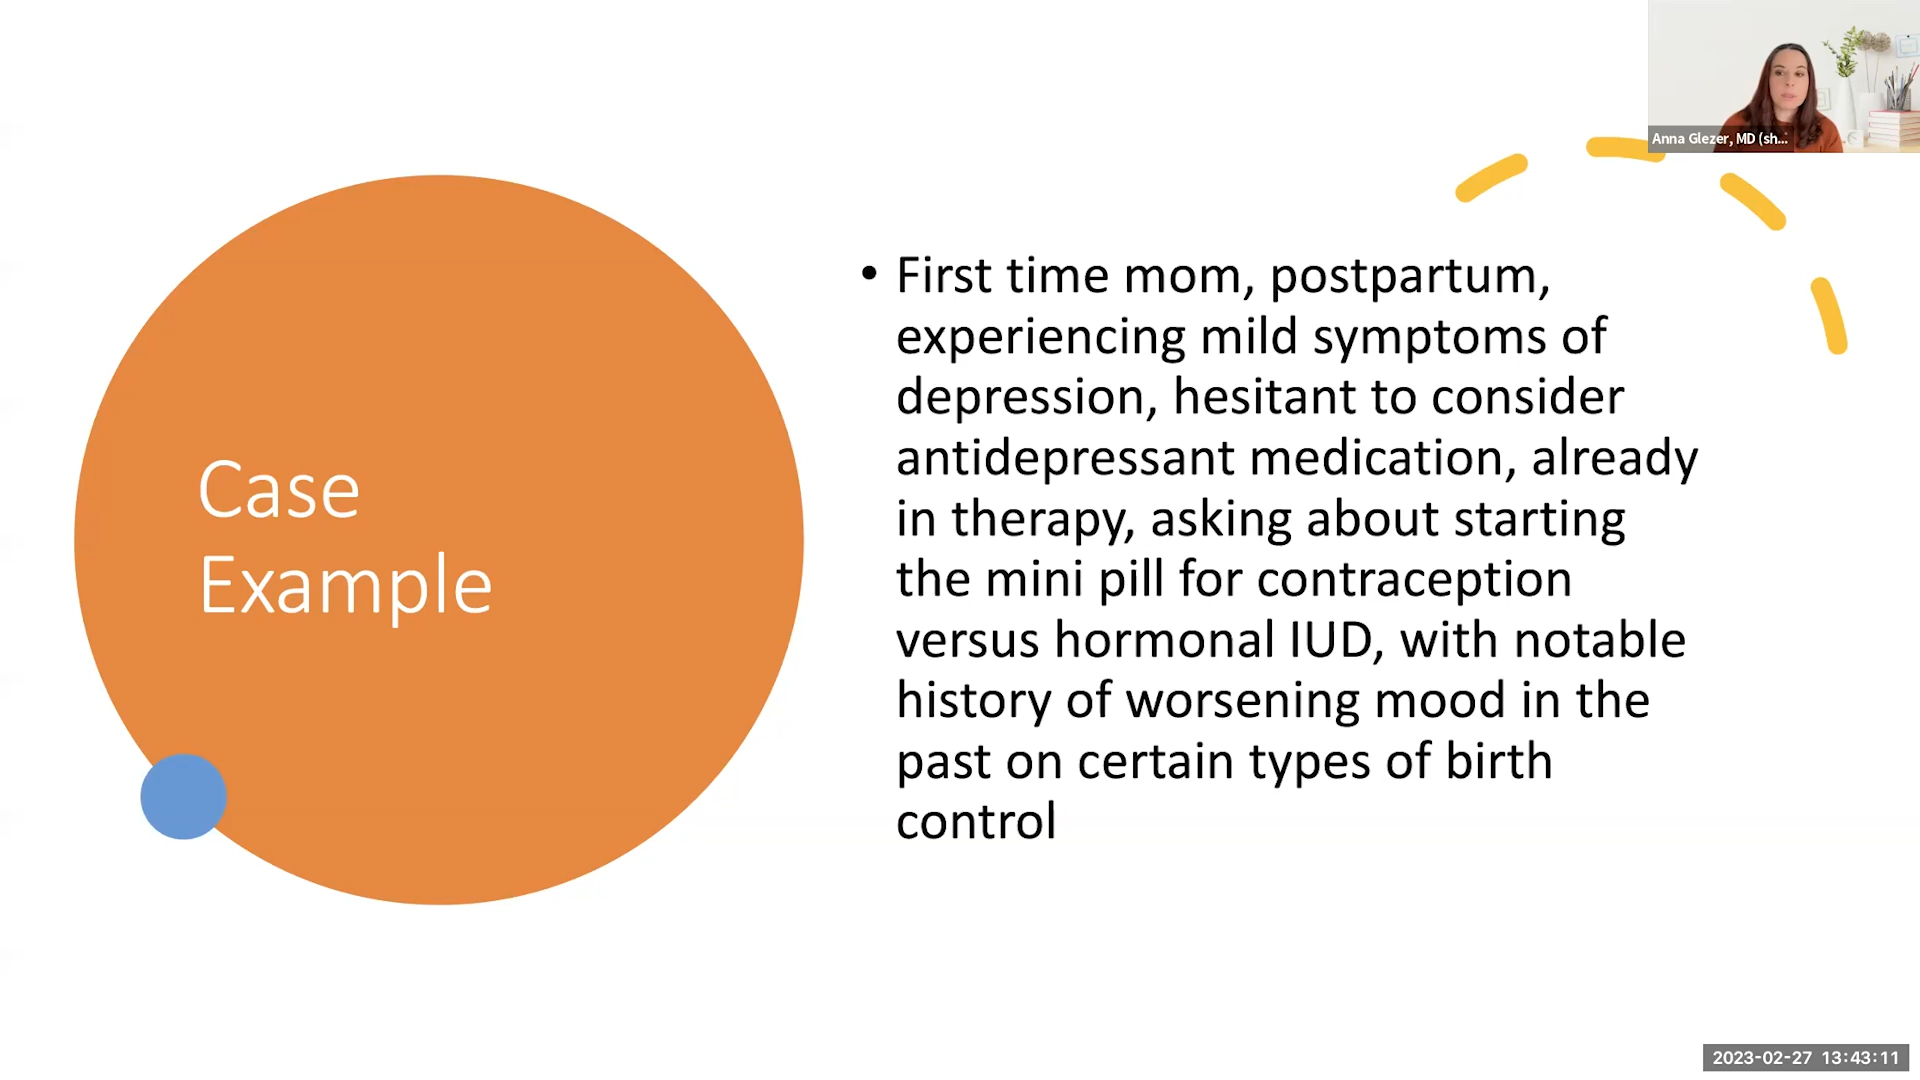 Anna Glezer, MD (sh...
Case
Example
• First time mom, postpartum,
experiencing mild symptoms of
depression, hesitant to consider
antidepressant medication, already
in therapy, asking about starting
the mini pill for contraception
versus hormonal IUD, with notable
history of worsening mood in the
past on certain types of birth
control
2023-02-27 13:43:11